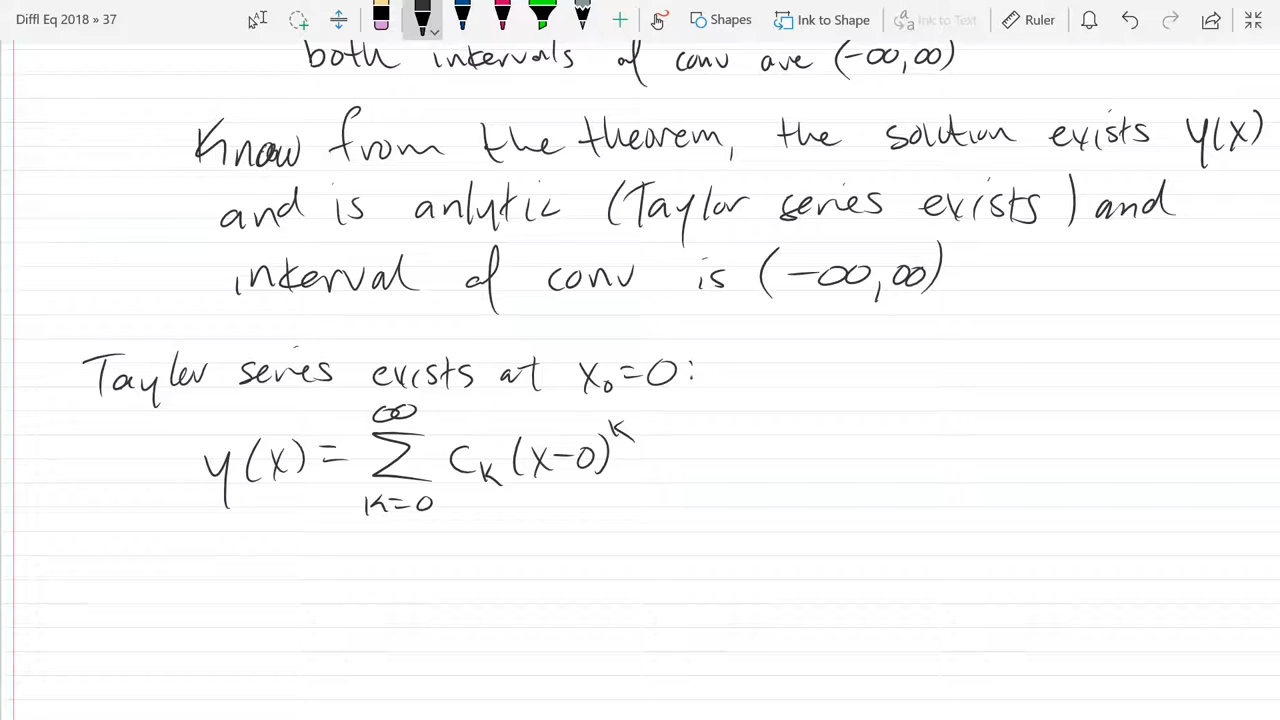 Diffl Eq 2018 » 37
Shapes
Ink to Shape
Ink to Text
Ruler
both intervals of conv are (-∞,∞)
Know from the theorem, the solution exists y(x)
and is anlytic (Taylor series exists) and
interval of conv is (-∞,∞)
Taylor series exists at x₀=0:
y(x) = ∑_{k=0}^{∞} C_k (x-0)^k